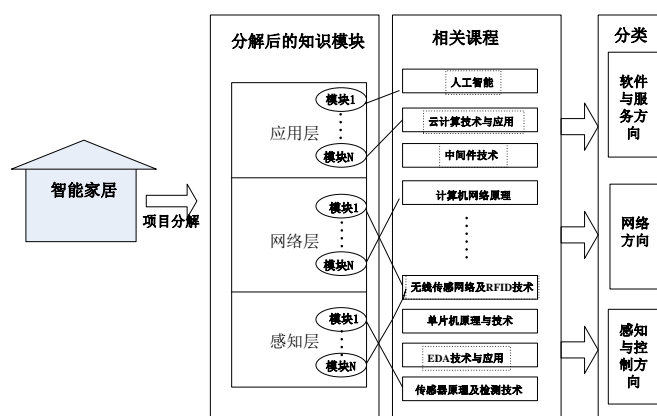 智能家居
项目分解
分解后的知识模块
应用层
模块1
模块N
网络层
模块1
模块N
感知层
模块1
模块N
相关课程
人工智能
云计算技术与应用
中间件技术
计算机网络原理
无线传感网络及RFID技术
单片机原理与技术
EDA技术与应用
传感器原理及检测技术
分类
软件
与服
务方
向
网络
方向
感知
与控
制方
向